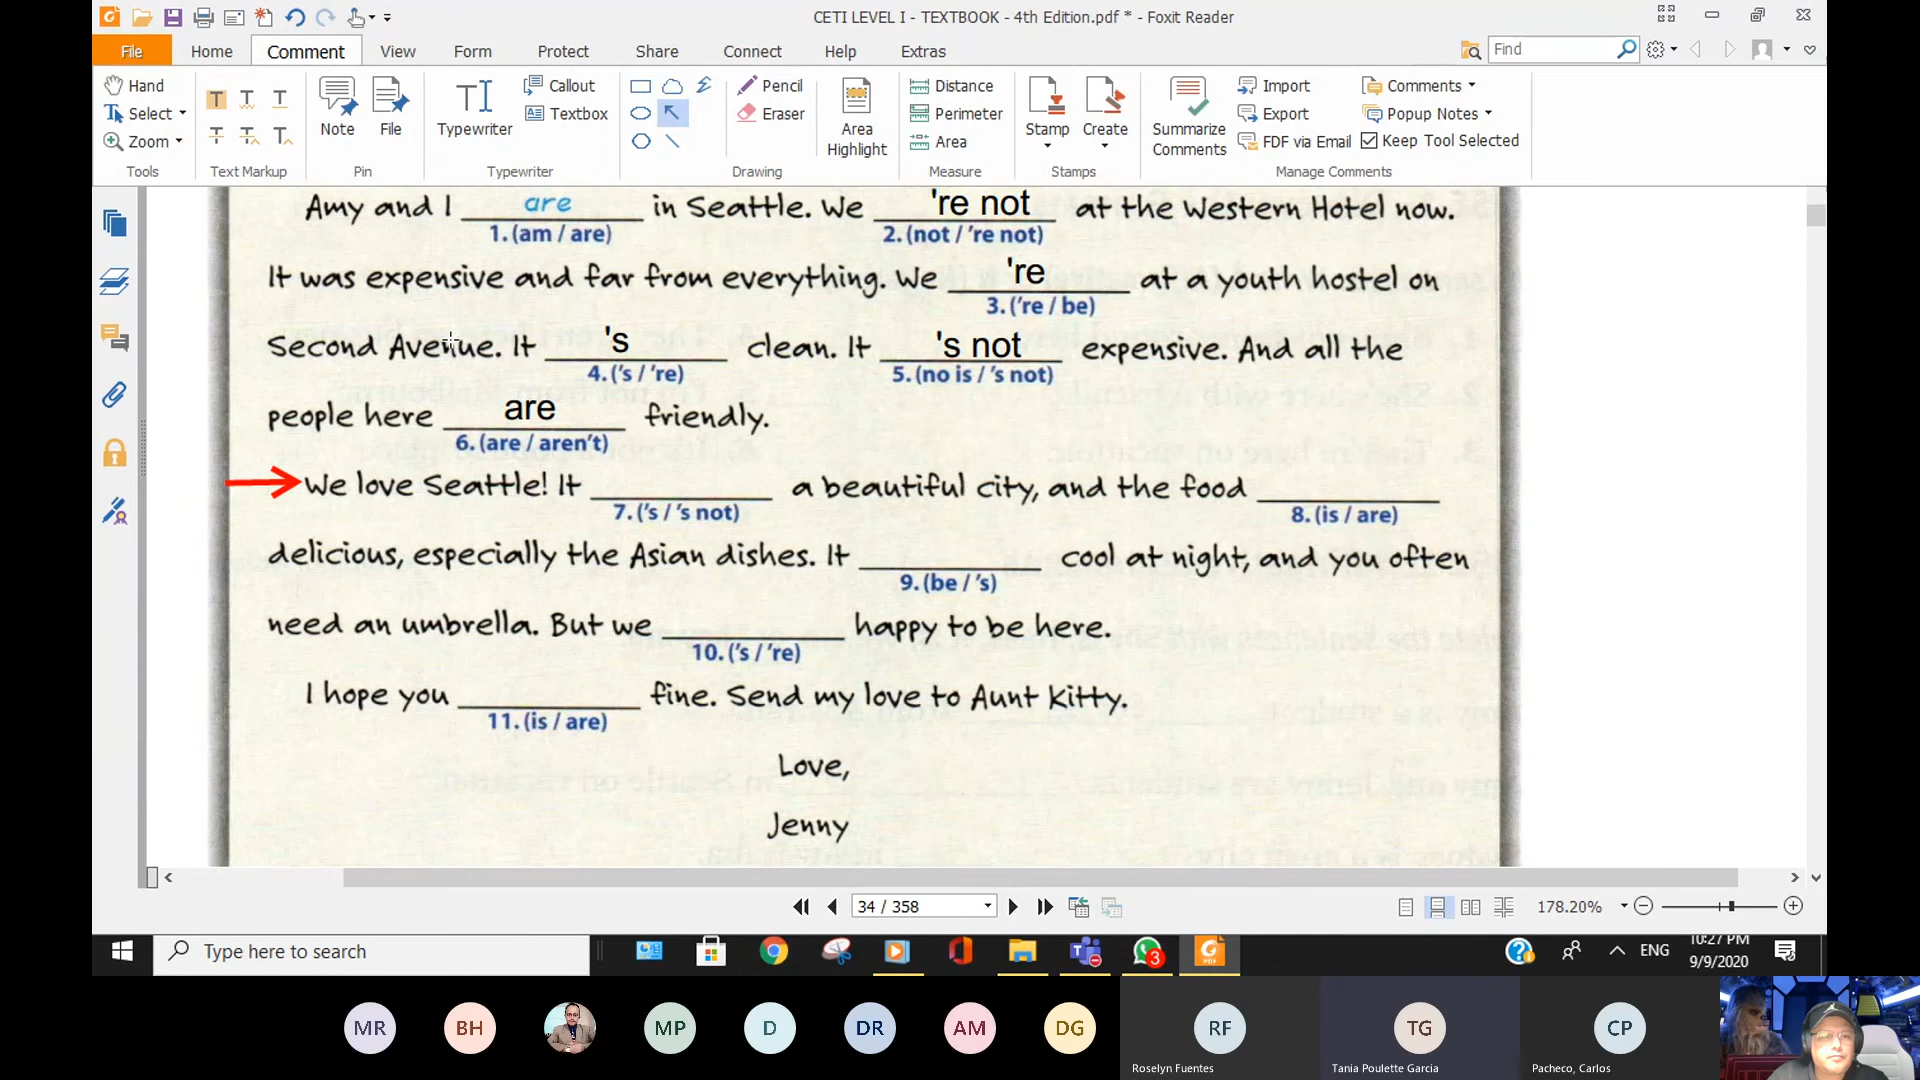 CETI LEVEL I - TEXTBOOK - 4th Edition.pdf * - Foxit Reader
File Home Comment View Form Protect Share Connect Help Extras Find
Hand Select Zoom
Tools
Text Markup
Note File
Pin
Typewriter Callout Textbox
Typewriter
Pencil Eraser
Drawing
Area Highlight
Distance Perimeter Area
Measure
Stamp Create
Stamps
Summarize Comments
Import Export FDF via Email
Comments Popup Notes Keep Tool Selected
Manage Comments
Amy and I are in Seattle. We 're not at the Western Hotel now.
1. (am / are) 2. (not / 're not)
It was expensive and far from everything. We 're at a youth hostel on
3. ('re / be)
Second Avenue. It 's clean. It 's not expensive. And all the
4. ('s / 're) 5. (no is / 's not)
people here are friendly.
6. (are / aren't)
We love Seattle! It a beautiful city, and the food
7. ('s / 's not) 8. (is / are)
delicious, especially the Asian dishes. It cool at night, and you often
9. (be / 's)
need an umbrella. But we happy to be here.
10. ('s / 're)
I hope you fine. Send my love to Aunt Kitty.
11. (is / are)
Love,
Jenny
34 / 358 178.20%
Type here to search 3 ENG 10:27 PM
9/9/2020
MR BH MP D DR AM DG RF TG CP
Roselyn Fuentes Tania Poulette Garcia Pacheco, Carlos